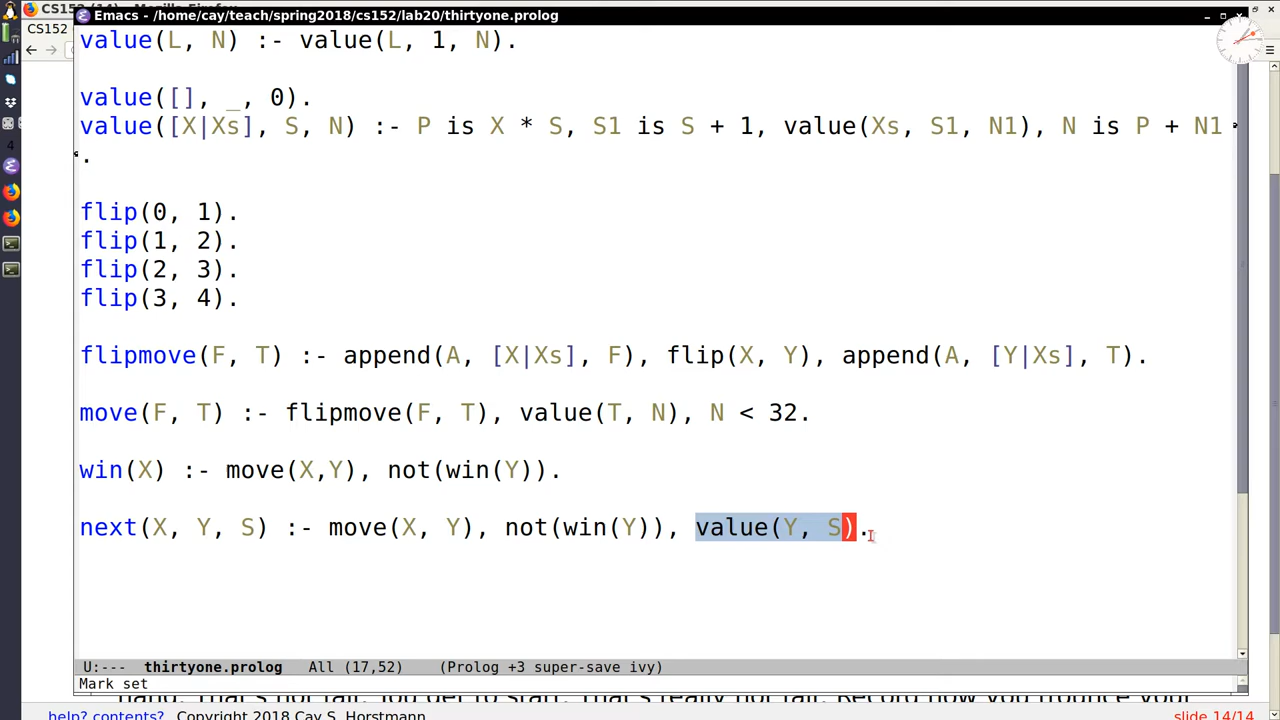 CS152
Emacs - /home/cay/teach/spring2018/cs152/lab20/thirtyone.prolog
CS152
value(L, N) :- value(L, 1, N).
value([], _, 0).
value([X|Xs], S, N) :- P is X * S, S1 is S + 1, value(Xs, S1, N1), N is P + N1
.
flip(0, 1).
flip(1, 2).
flip(2, 3).
flip(3, 4).
flipmove(F, T) :- append(A, [X|Xs], F), flip(X, Y), append(A, [Y|Xs], T).
move(F, T) :- flipmove(F, T), value(T, N), N < 32.
win(X) :- move(X,Y), not(win(Y)).
next(X, Y, S) :- move(X, Y), not(win(Y)), value(Y, S).
U:--- thirtyone.prolog All (17,52) (Prolog +3 super-save ivy)
Mark set
help? contents? Copyright 2018 Cay S. Horstmann slide 14/14